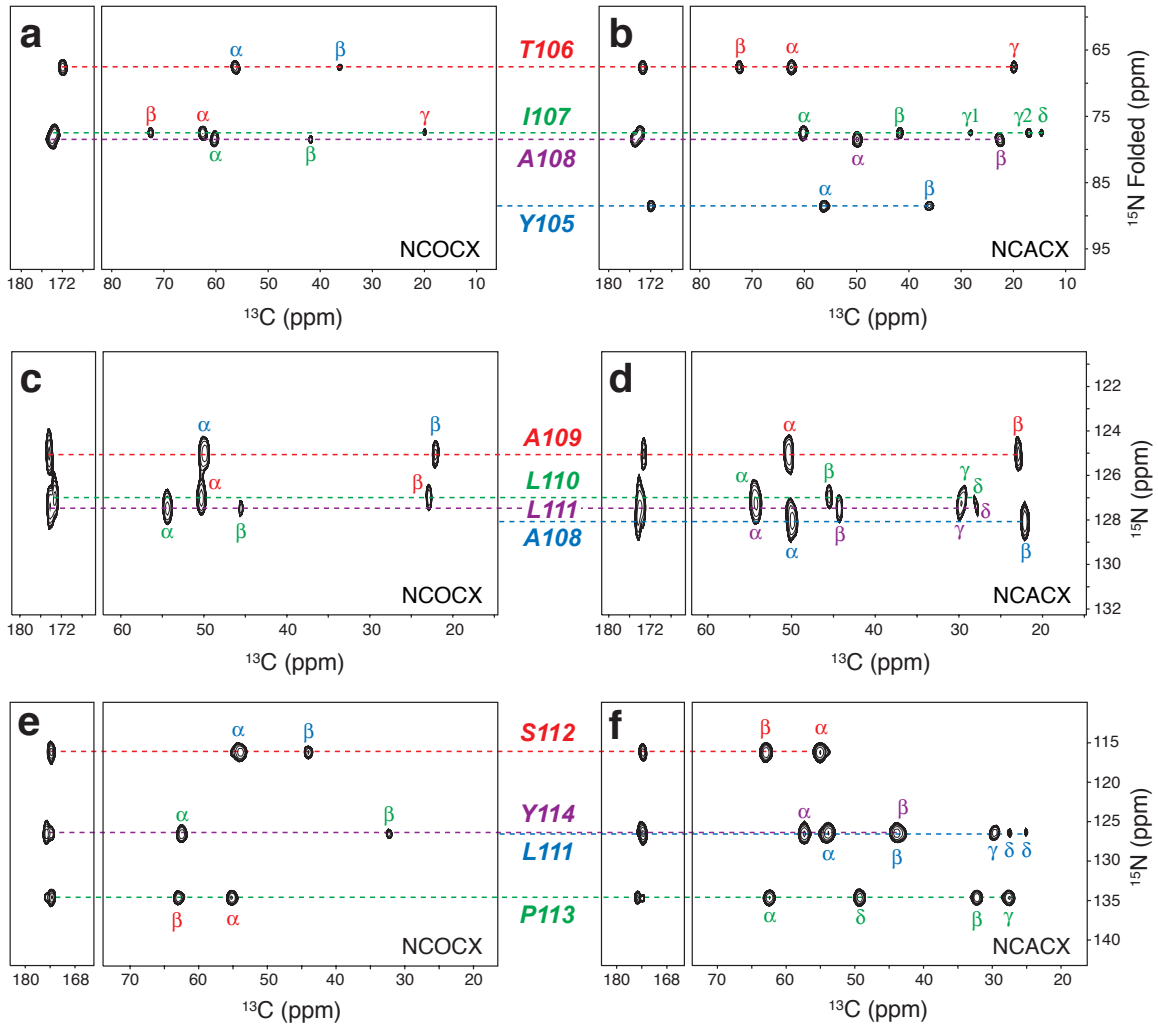 a
b
α
β
T106
β
α
γ
65
β
α
γ
I107
α
β
γ1
γ2
δ
75
α
β
A108
α
β
α
β
85
Y105
95
NCOCX
NCACX
15N Folded (ppm)
180 172 80 70 60 50 40 30 20 10
180 172 80 70 60 50 40 30 20 10
13C (ppm)
13C (ppm)
c
d
122
α
β
A109
α
β
124
α
β
L110
α
β
γ
δ
126
α
β
L111
α
β
γ
δ
128
A108
α
β
130
NCOCX
NCACX
132
15N (ppm)
180 172 60 50 40 30 20
180 172 60 50 40 30 20
13C (ppm)
13C (ppm)
e
f
α
β
S112
β
α
115
120
α
β
Y114
α
β
125
L111
α
β
γ
δ
δ
130
β
α
P113
α
δ
β
γ
135
NCOCX
NCACX
140
15N (ppm)
180 168 70 60 50 40 30 20
180 168 70 60 50 40 30 20
13C (ppm)
13C (ppm)